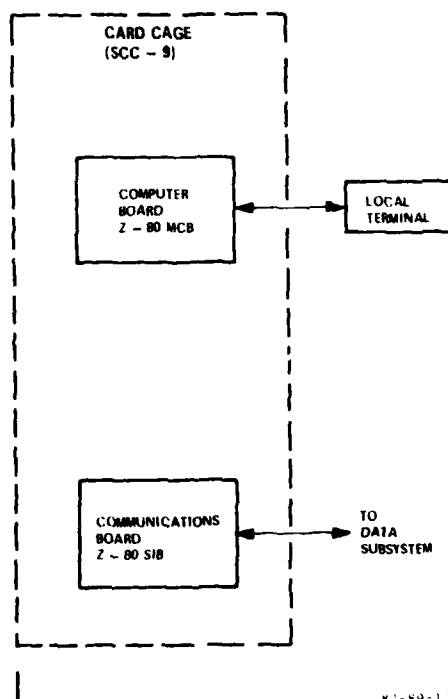 CARD CAGE
(SCC - 9)
COMPUTER
BOARD
Z - 80 MCB
LOCAL
TERMINAL
COMMUNICATIONS
BOARD
Z - 80 SIB
TO
DATA
SUBSYSTEM